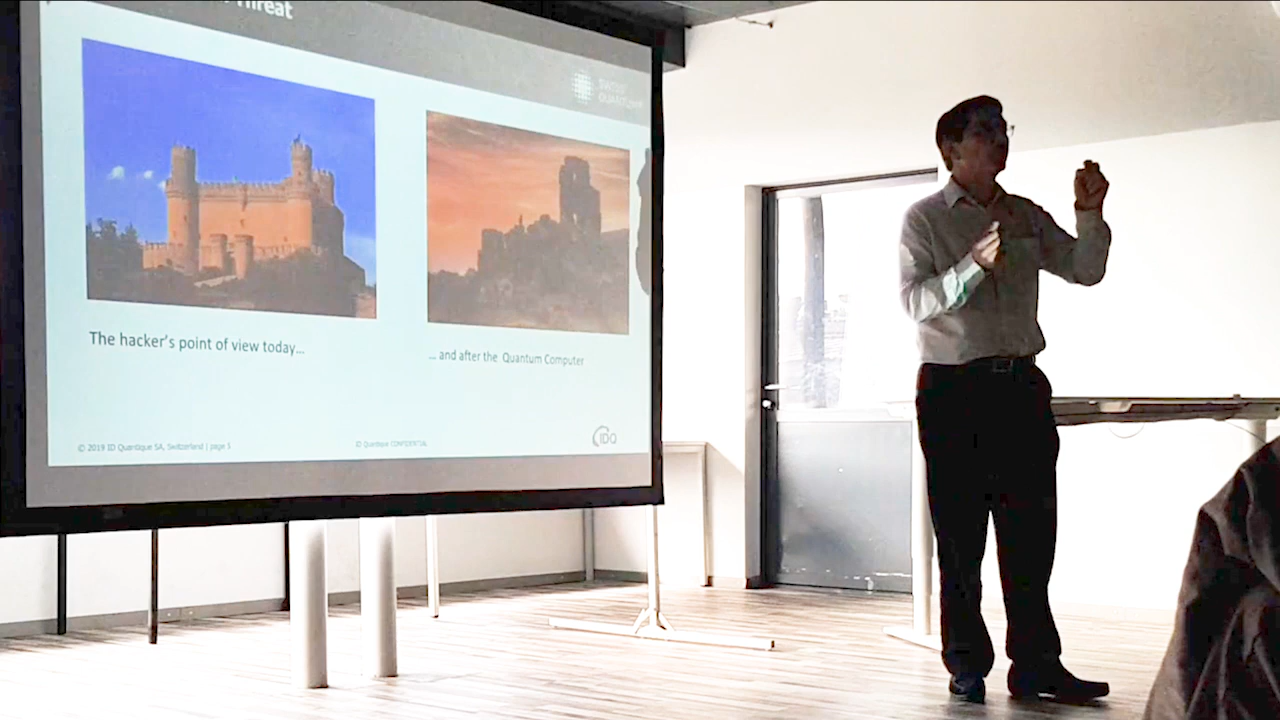 Threat
SWISS
QUANTUM
The hacker's point of view today...
... and after the Quantum Computer
© 2019 ID Quantique SA, Switzerland | page 5
ID Quantique CONFIDENTIAL
IDQ